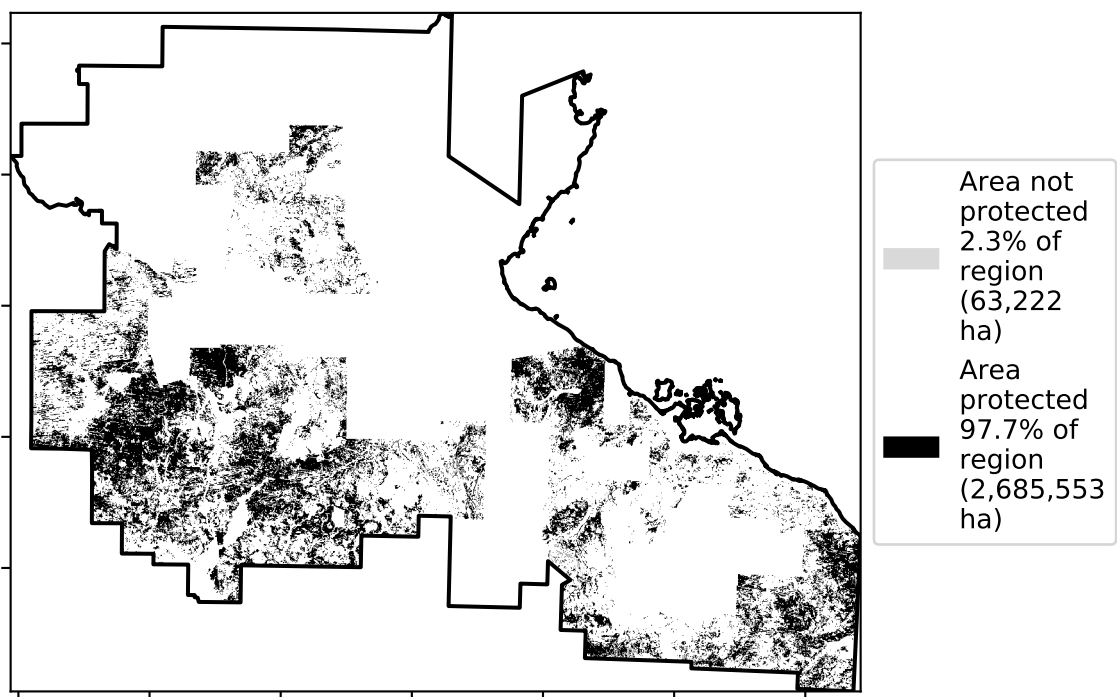 Area not
protected
2.3% of
region
(63,222
ha)
Area
protected
97.7% of
region
(2,685,553
ha)